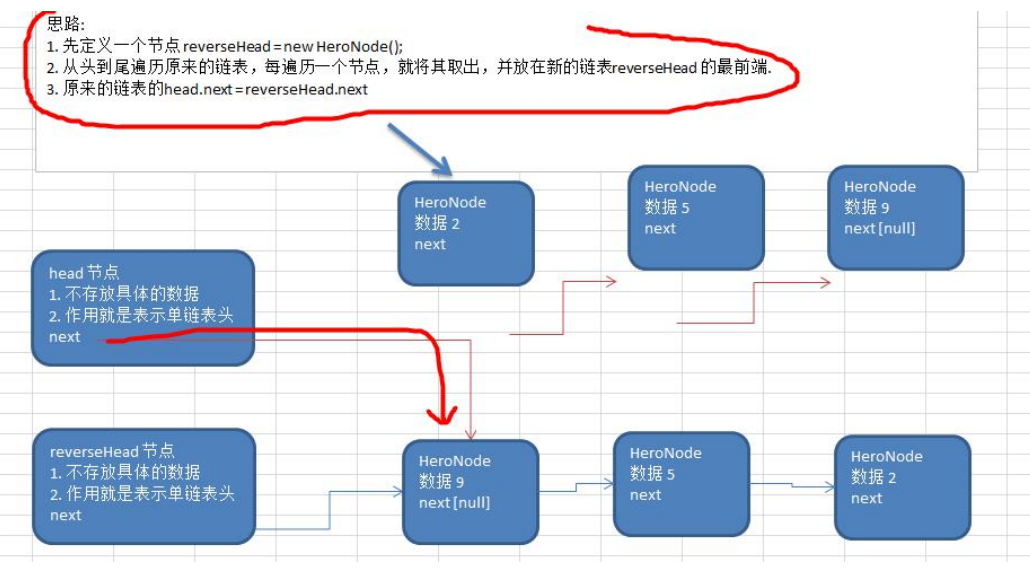 思路:
1. 先定义一个节点 reverseHead = new HeroNode();
2. 从头到尾遍历原来的链表，每遍历一个节点，就将其取出，并放在新的链表reverseHead 的最前端.
3. 原来的链表的head.next = reverseHead.next
HeroNode
数据 2
next
HeroNode
数据 5
next
HeroNode
数据 9
next [null]
head 节点
1. 不存放具体的数据
2. 作用就是表示单链表头
next
reverseHead 节点
1. 不存放具体的数据
2. 作用就是表示单链表头
next
HeroNode
数据 9
next [null]
HeroNode
数据 5
next
HeroNode
数据 2
next